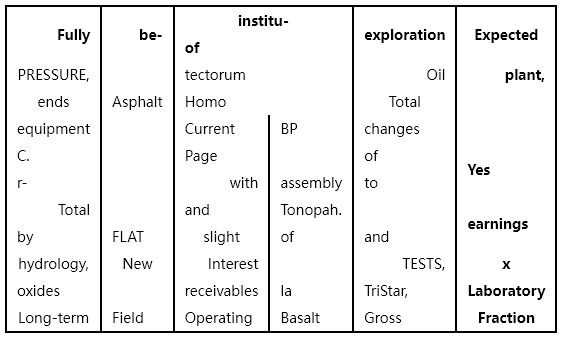 institu-
Fully be- exploration Expected
of
PRESSURE, tectorum Oil plant,
ends Asphalt Homo Total
equipment Current BP changes
C. Page of
Yes
r- with assembly to
Total and Tonopah.
earnings
by FLAT slight of and
hydrology, New Interest TESTS, x
oxides receivables la TriStar, Laboratory
Long-term Field Operating Basalt Gross Fraction